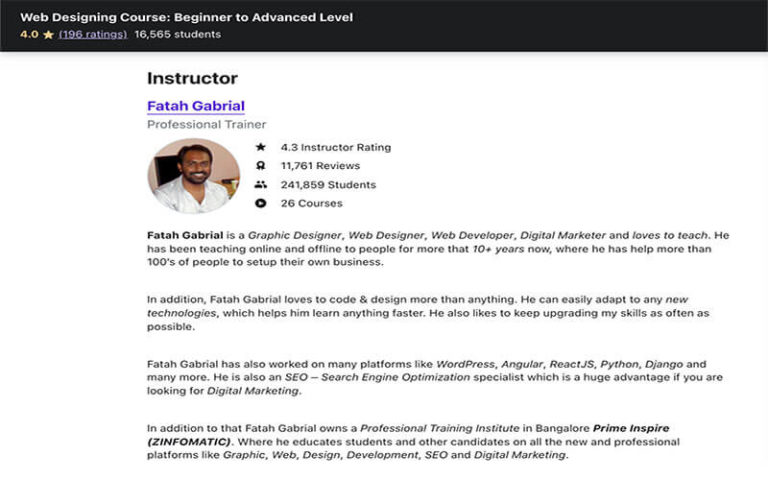 Web Designing Course: Beginner to Advanced Level
4.0 ★ (196 ratings) 16,565 students
Instructor
Fatah Gabrial
Professional Trainer
4.3 Instructor Rating
11,761 Reviews
241,859 Students
26 Courses
Fatah Gabrial is a Graphic Designer, Web Designer, Web Developer, Digital Marketer and loves to teach. He
has been teaching online and offline to people for more that 10+ years now, where he has help more than
100's of people to setup their own business.
In addition, Fatah Gabrial loves to code & design more than anything. He can easily adapt to any new
technologies, which helps him learn anything faster. He also likes to keep upgrading my skills as often as
possible.
Fatah Gabrial has also worked on many platforms like WordPress, Angular, ReactJS, Python, Django and
many more. He is also an SEO – Search Engine Optimization specialist which is a huge advantage if you are
looking for Digital Marketing.
In addition to that Fatah Gabrial owns a Professional Training Institute in Bangalore Prime Inspire
(ZINFOMATIC). Where he educates students and other candidates on all the new and professional
platforms like Graphic, Web, Design, Development, SEO and Digital Marketing.